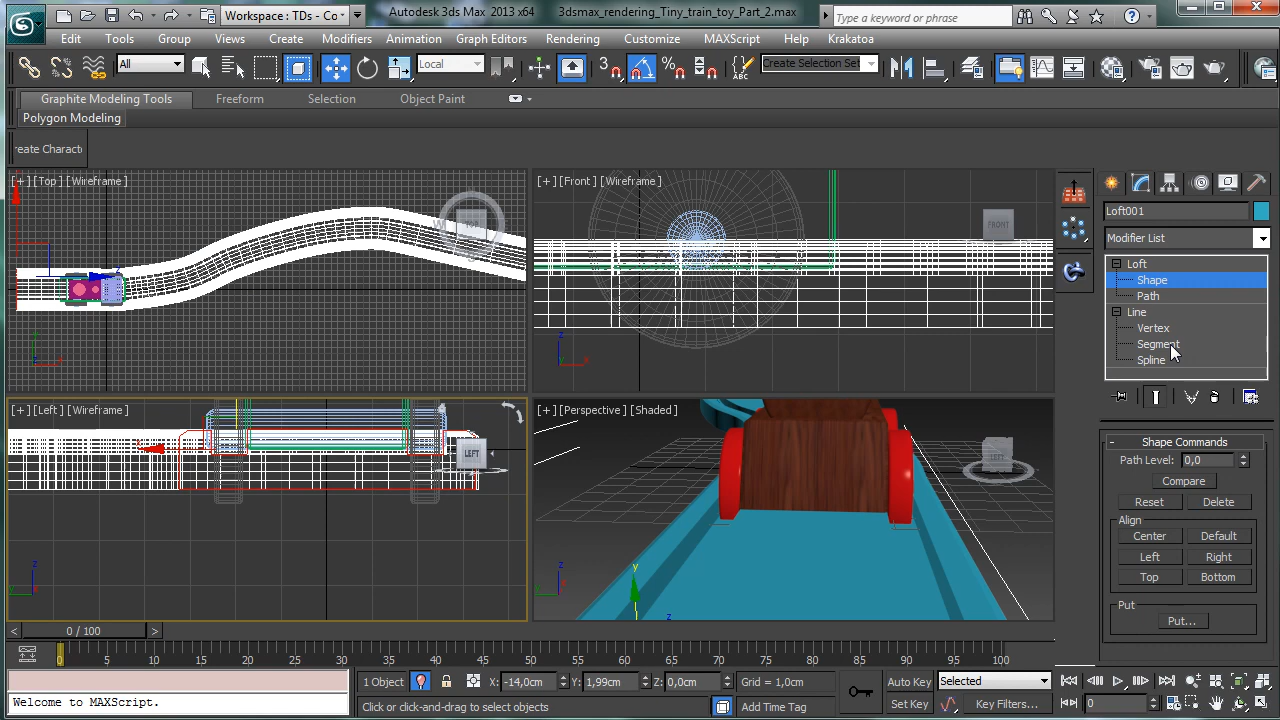 Workspace : TDs - Co
Autodesk 3ds Max 2013 x64
3dsmax_rendering_Tiny_train_toy_Part_2.max
Type a keyword or phrase
Edit Tools Group Views Create Modifiers Animation Graph Editors Rendering Customize MAXScript Help Krakatoa
All
Local
3
Create Selection Set
Graphite Modeling Tools Freeform Selection Object Paint
Polygon Modeling
reate Characte
[+] [Top] [Wireframe]
TOP
[+] [Front] [Wireframe]
FRONT
Loft001
Modifier List
Loft
Shape
Path
Line
Vertex
Segment
Spline
[+] [Left] [Wireframe]
LEFT
[+] [Perspective] [Shaded]
Shape Commands
Path Level: 0,0
Compare
Reset Delete
Align
Center Default
Left Right
Top Bottom
Put
Put...
0 / 100
0 5 10 15 20 25 30 35 40 45 50 55 60 65 70 75 80 85 90 95 100
1 Object
X: -14,0cm
Y: 1,99cm
Z: 0,0cm
Grid = 1,0cm
Auto Key
Selected
Welcome to MAXScript.
Click or click-and-drag to select objects
Add Time Tag
Set Key
Key Filters...
0